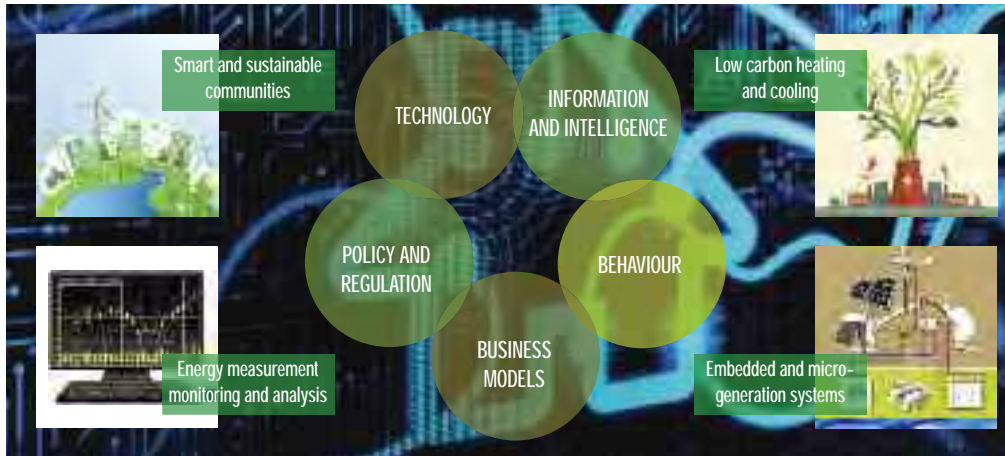 Smart and sustainable
communities
TECHNOLOGY
INFORMATION
AND INTELLIGENCE
Low carbon heating
and cooling
POLICY AND
REGULATION
BEHAVIOUR
BUSINESS
MODELS
Energy measurement
monitoring and analysis
Embedded and micro-
generation systems